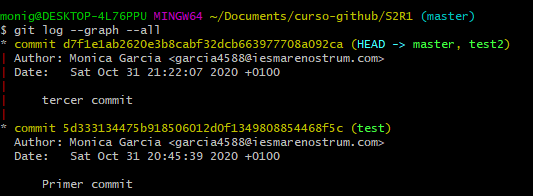 monig@DESKTOP-4L76PPU MINGW64 ~/Documents/curso-github/S2R1 (master)
$ git log --graph --all
* commit d7f1e1ab2620e3b8cabf32dcb663977708a092ca (HEAD -> master, test2)
| Author: Monica Garcia <garcia4588@iesmarenostrum.com>
| Date:   Sat Oct 31 21:22:07 2020 +0100
|
|     tercer commit
|
* commit 5d333134475b918506012d0f1349808854468f5c (test)
  Author: Monica Garcia <garcia4588@iesmarenostrum.com>
  Date:   Sat Oct 31 20:45:39 2020 +0100

      Primer commit